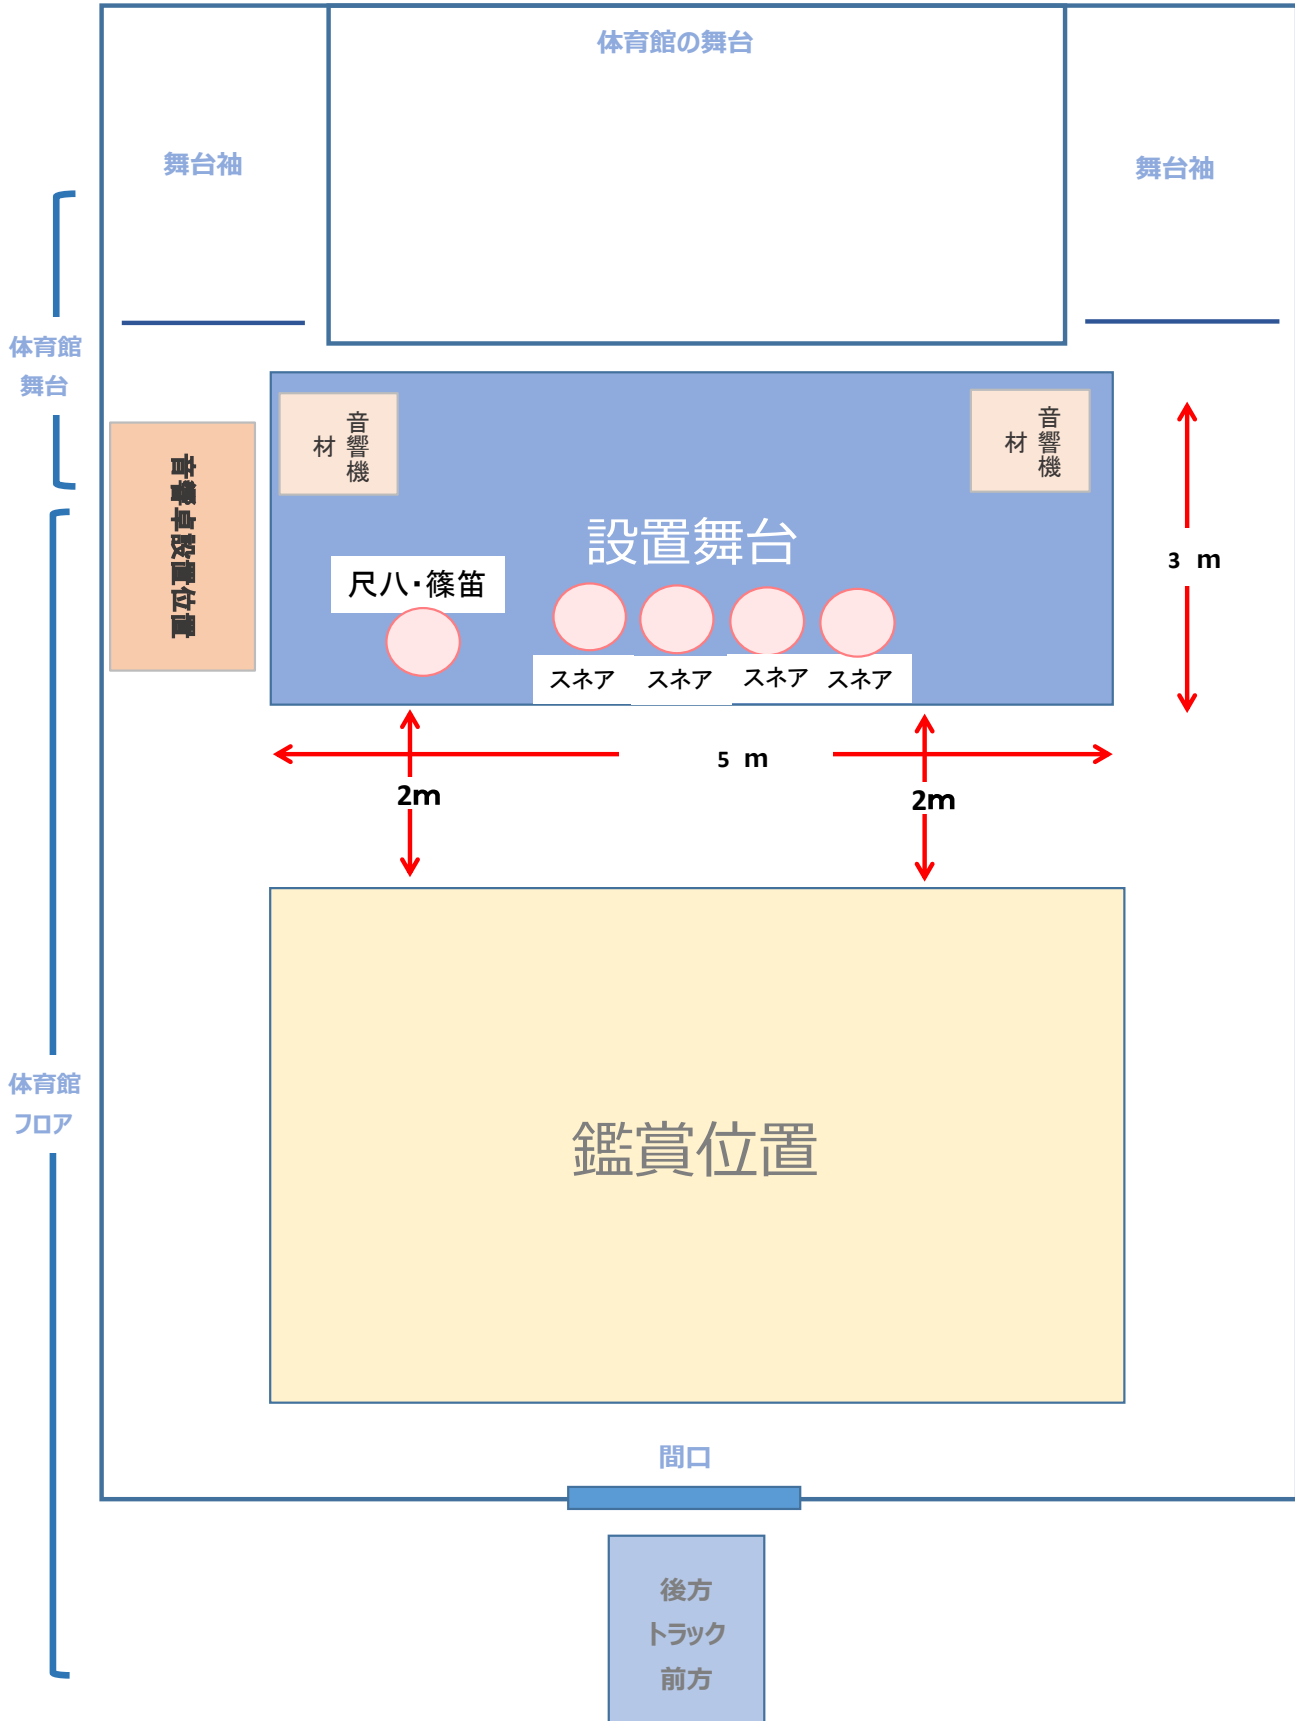 体育館の舞台
舞台袖
舞台袖
体育館
舞台
音響機
材
音響機
材
音響卓設置位置
設置舞台
3 m
尺八・篠笛
スネア
スネア
スネア
スネア
5 m
2m
2m
体育館
フロア
鑑賞位置
間口
後方
トラック
前方